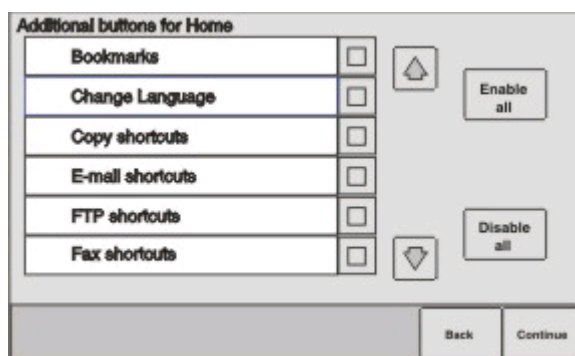 Additional buttons for Home
Bookmarks
Change Language
Copy shortcuts
E-mail shortcuts
FTP shortcuts
Fax shortcuts
Enable
all
Disable
all
Back
Continue